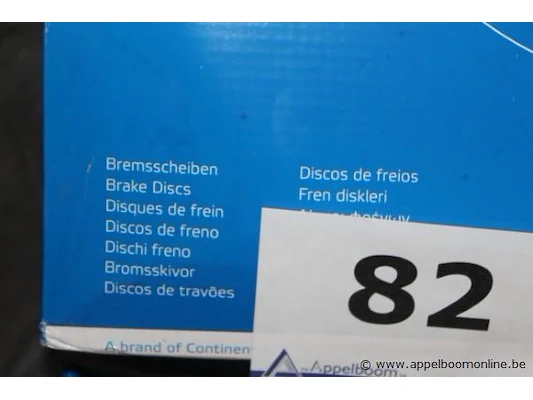 Bremsscheiben
Brake Discs
Disques de frein
Discos de freno
Dischi freno
Bromsskivor
Discos de travões
Discos de freios
Fren diskleri
A brand of Continen
82
Appelboom
© www.appelboomonline.be